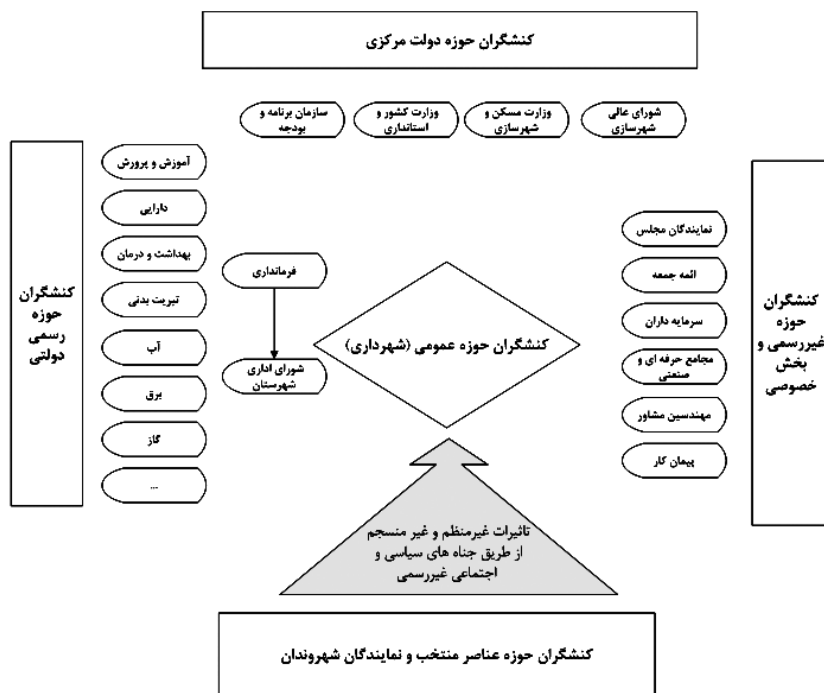 کنشگران حوزه دولت مرکزی
شورای عالی
شهرسازی
وزارت مسکن و
شهرسازی
وزارت کشور و
استانداری
سازمان برنامه و
بودجه
کنشگران
حوزه
غیررسمی و
بخش
خصوصی
نمایندگان مجلس
ائمه جمعه
سرمایه داران
مجامع حرفه ای و
صنعتی
مهندسین مشاور
پیمان کار
کنشگران حوزه عمومی (شهرداری)
فرمانداری
شورای اداری
شهرستان
آموزش و پرورش
دارایی
بهداشت و درمان
تبریت بدنی
آب
برق
گاز
...
کنشگران
حوزه
رسمی
دولتی
تاثیرات غیرمنظم و غیر منسجم
از طریق جناه های سیاسی و
اجتماعی غیررسمی
کنشگران حوزه عناصر منتخب و نمایندگان شهروندان